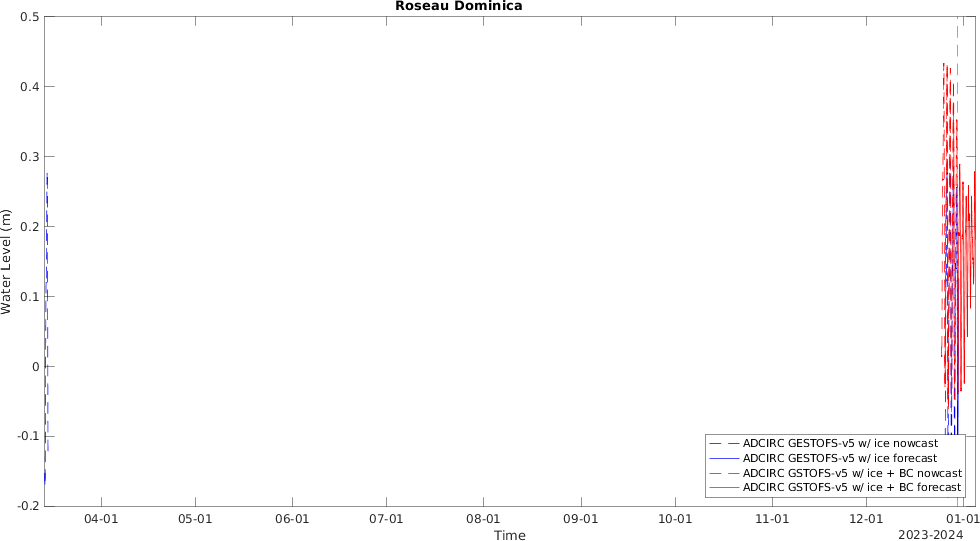 Roseau Dominica
0.5
0.4
0.3
0.2
0.1
0
-0.1
-0.2
Water Level (m)
ADCIRC GESTOFS-v5 w/ ice nowcast
ADCIRC GESTOFS-v5 w/ ice forecast
ADCIRC GSTOFS-v5 w/ ice + BC nowcast
ADCIRC GSTOFS-v5 w/ ice + BC forecast
04-01 05-01 06-01 07-01 08-01 09-01 10-01 11-01 12-01 01-01
Time
2023-2024